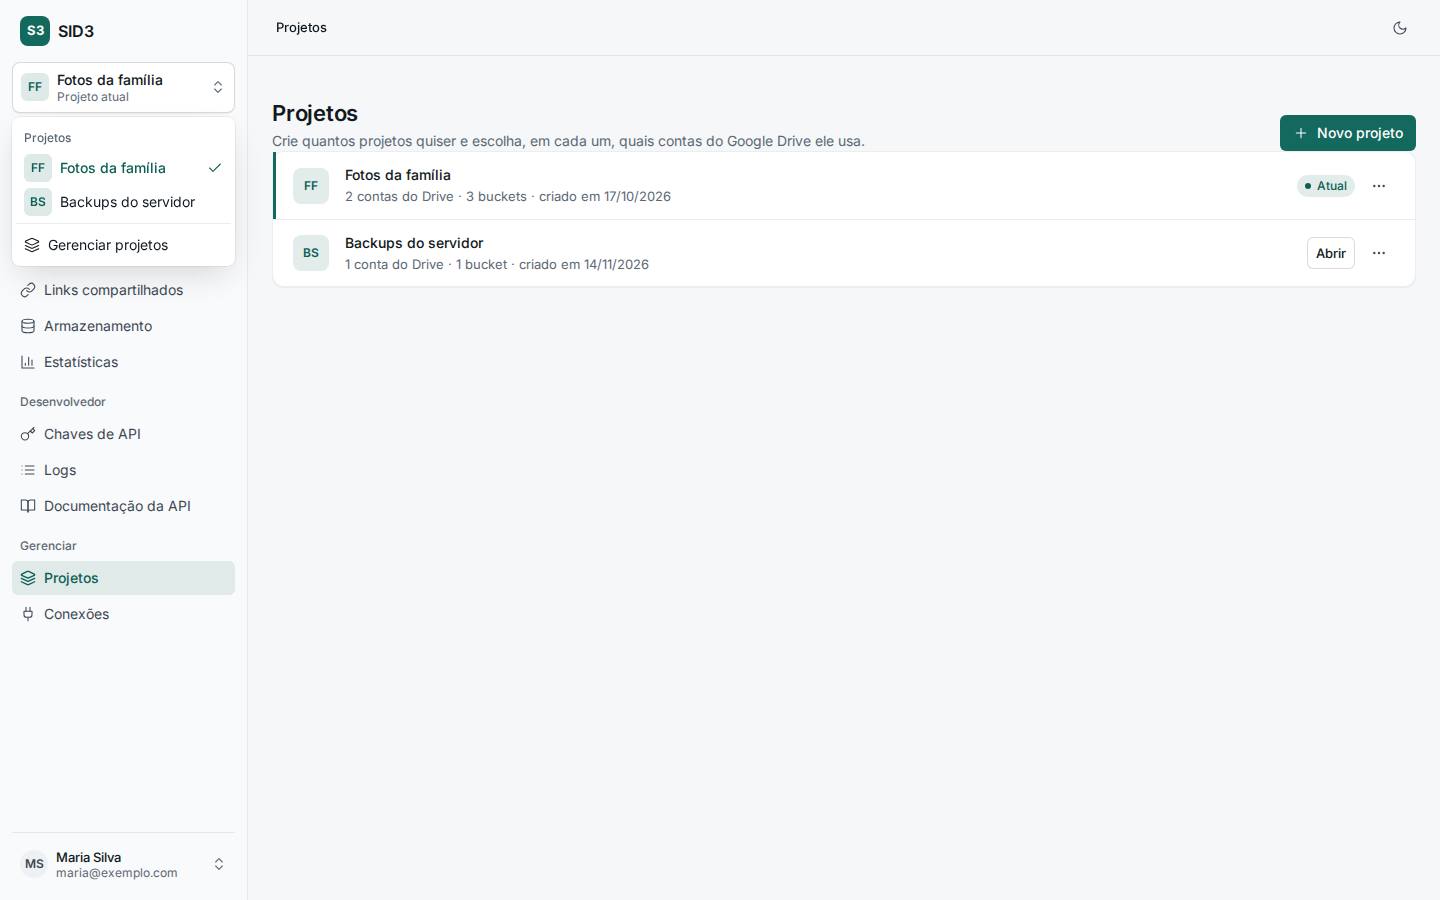 S3 SID3
FF Fotos da família
Projeto atual
Projetos
FF Fotos da família
BS Backups do servidor
Gerenciar projetos
Links compartilhados
Armazenamento
Estatísticas
Desenvolvedor
Chaves de API
Logs
Documentação da API
Gerenciar
Projetos
Conexões
MS Maria Silva
maria@exemplo.com
Projetos
Projetos
Crie quantos projetos quiser e escolha, em cada um, quais contas do Google Drive ele usa.
Novo projeto
FF Fotos da família
2 contas do Drive · 3 buckets · criado em 17/10/2026
Atual
BS Backups do servidor
1 conta do Drive · 1 bucket · criado em 14/11/2026
Abrir